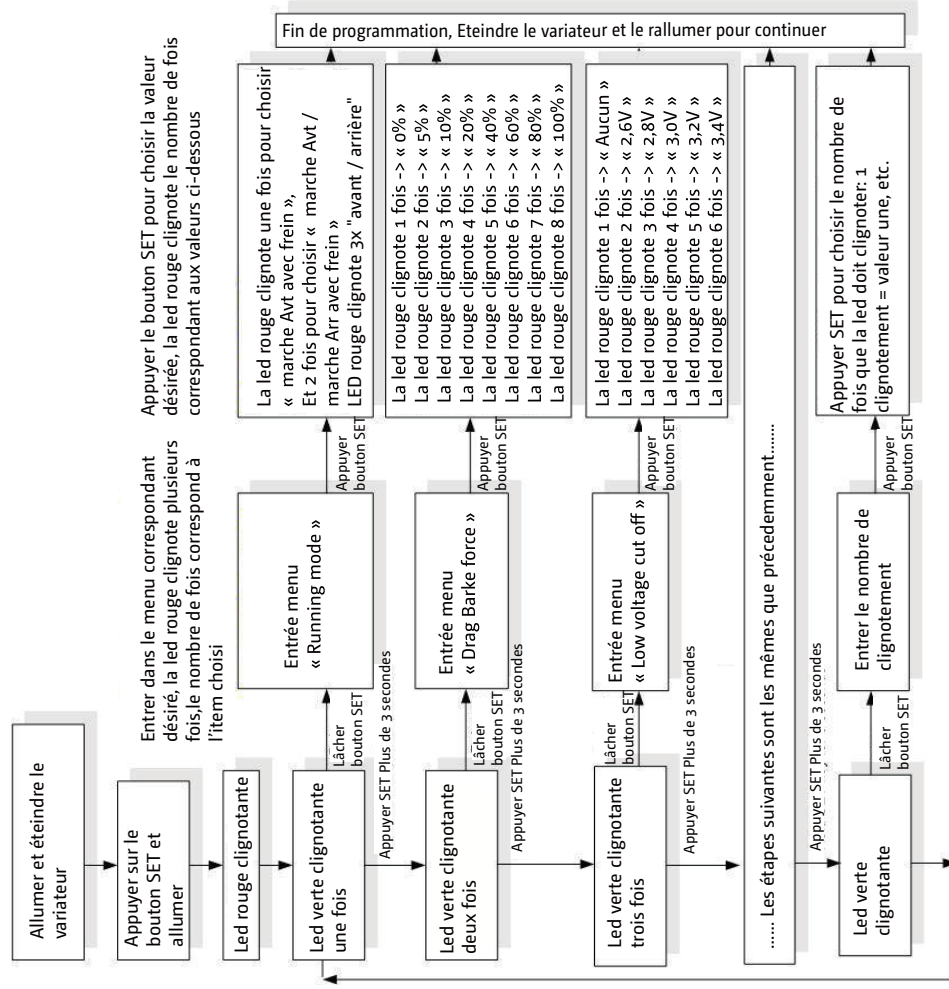 Allumer et éteindre le
variateur
Appuyer sur le
bouton SET et
allumer
Led rouge clignotante
Led verte clignotante
une fois
Led verte clignotante
deux fois
Led verte clignotante
trois fois
Led verte
clignotante
Appuyer SET Plus de 3 secondes
Appuyer SET Plus de 3 secondes
Appuyer SET Plus de 3 secondes
Appuyer SET Plus de 3 secondes
Lâcher
bouton SET
Lâcher
bouton SET
Lâcher
bouton SET
Lâcher
bouton SET
Entrer dans le menu correspondant
désiré, la led rouge clignote plusieurs
fois,le nombre de fois correspond à
l'item choisi
Entrée menu
« Running mode »
Entrée menu
« Drag Barke force »
Entrée menu
« Low voltage cut off »
Entrer le nombre de
clignotement
Appuyer
bouton SET
Appuyer
bouton SET
Appuyer
bouton SET
Appuyer
bouton SET
Appuyer le bouton SET pour choisir la valeur
désirée, la led rouge clignote le nombre de fois
correspondant aux valeurs ci-dessous
La led rouge clignote une fois pour choisir
« marche Avt avec frein »,
Et 2 fois pour choisir « marche Avt /
marche Arr avec frein »
LED rouge clignote 3x "avant / arrière"
La led rouge clignote 1 fois -> « 0% »
La led rouge clignote 2 fois -> « 5% »
La led rouge clignote 3 fois -> « 10% »
La led rouge clignote 4 fois -> « 20% »
La led rouge clignote 5 fois -> « 40% »
La led rouge clignote 6 fois -> « 60% »
La led rouge clignote 7 fois -> « 80% »
La led rouge clignote 8 fois -> « 100% »
La led rouge clignote 1 fois -> « Aucun »
La led rouge clignote 2 fois -> « 2,6V »
La led rouge clignote 3 fois -> « 2,8V »
La led rouge clignote 4 fois -> « 3,0V »
La led rouge clignote 5 fois -> « 3,2V »
La led rouge clignote 6 fois -> « 3,4V »
....... Les étapes suivantes sont les mêmes que précedemment.......
Appuyer SET pour choisir le nombre de
fois que la led doit clignoter: 1
clignotement = valeur une, etc.
Fin de programmation, Eteindre le variateur et le rallumer pour continuer